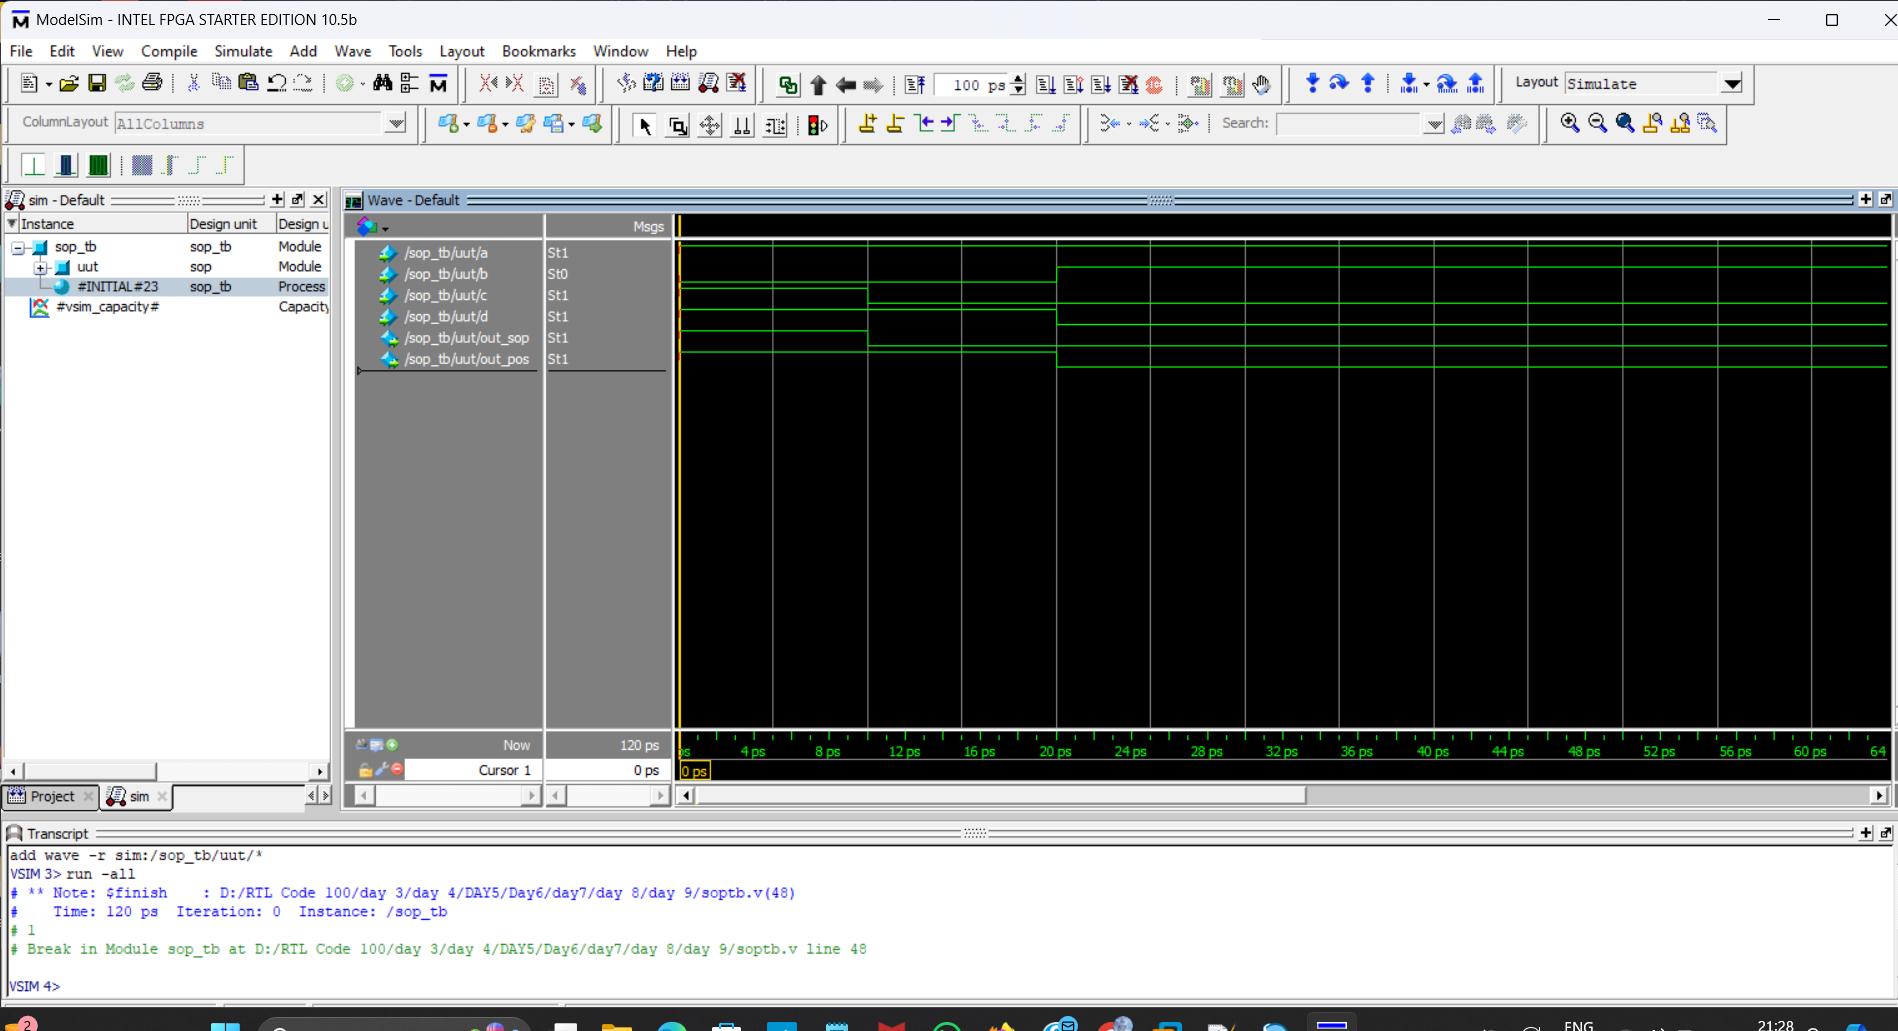 ModelSim - INTEL FPGA STARTER EDITION 10.5b
File Edit View Compile Simulate Add Wave Tools Layout Bookmarks Window Help
100 ps
Layout Simulate
ColumnLayout AllColumns
Search:
sim - Default
Instance Design unit Design u
sop_tb sop_tb Module
uut sop Module
#INITIAL#23 sop_tb Process
#vsim_capacity# Capacity
Wave - Default
Msgs
/sop_tb/uut/a St1
/sop_tb/uut/b St0
/sop_tb/uut/c St1
/sop_tb/uut/d St1
/sop_tb/uut/out_sop St1
/sop_tb/uut/out_pos St1
Now 120 ps
ps 4 ps 8 ps 12 ps 16 ps 20 ps 24 ps 28 ps 32 ps 36 ps 40 ps 44 ps 48 ps 52 ps 56 ps 60 ps 64
Cursor 1 0 ps
0 ps
Project sim
Transcript
add wave -r sim:/sop_tb/uut/*
VSIM 3> run -all
# ** Note: $finish : D:/RTL Code 100/day 3/day 4/DAY5/Day6/day7/day 8/day 9/soptb.v(48)
# Time: 120 ps Iteration: 0 Instance: /sop_tb
# 1
# Break in Module sop_tb at D:/RTL Code 100/day 3/day 4/DAY5/Day6/day7/day 8/day 9/soptb.v line 48
VSIM 4>
2
ENG
21:28